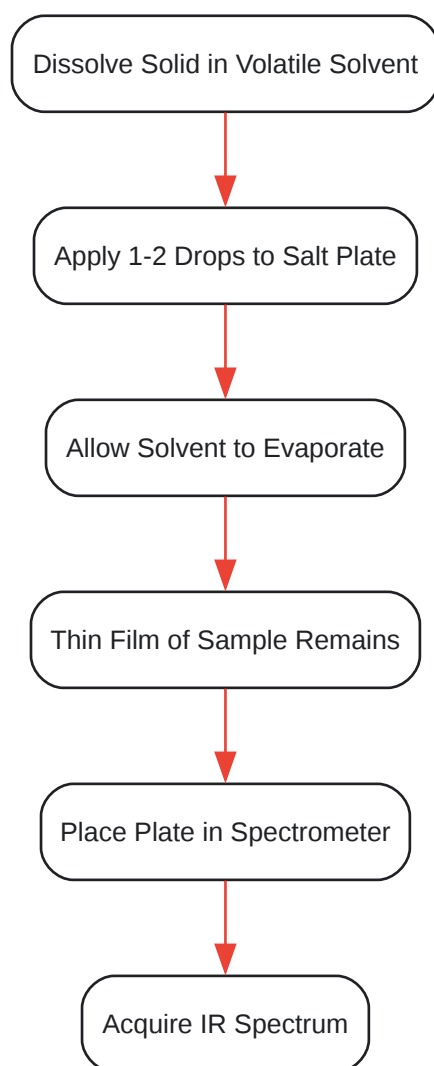 Dissolve Solid in Volatile Solvent
Apply 1-2 Drops to Salt Plate
Allow Solvent to Evaporate
Thin Film of Sample Remains
Place Plate in Spectrometer
Acquire IR Spectrum